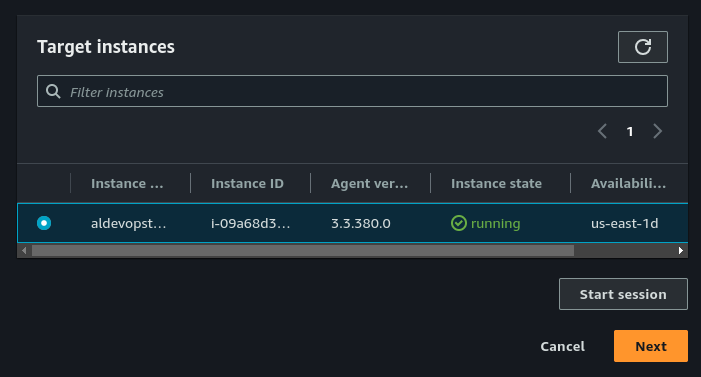 Target instances
Filter instances
1
Instance ... Instance ID Agent ver... Instance state Availabili...
aldevopst... i-09a68d3... 3.3.380.0 running us-east-1d
Start session
Cancel Next